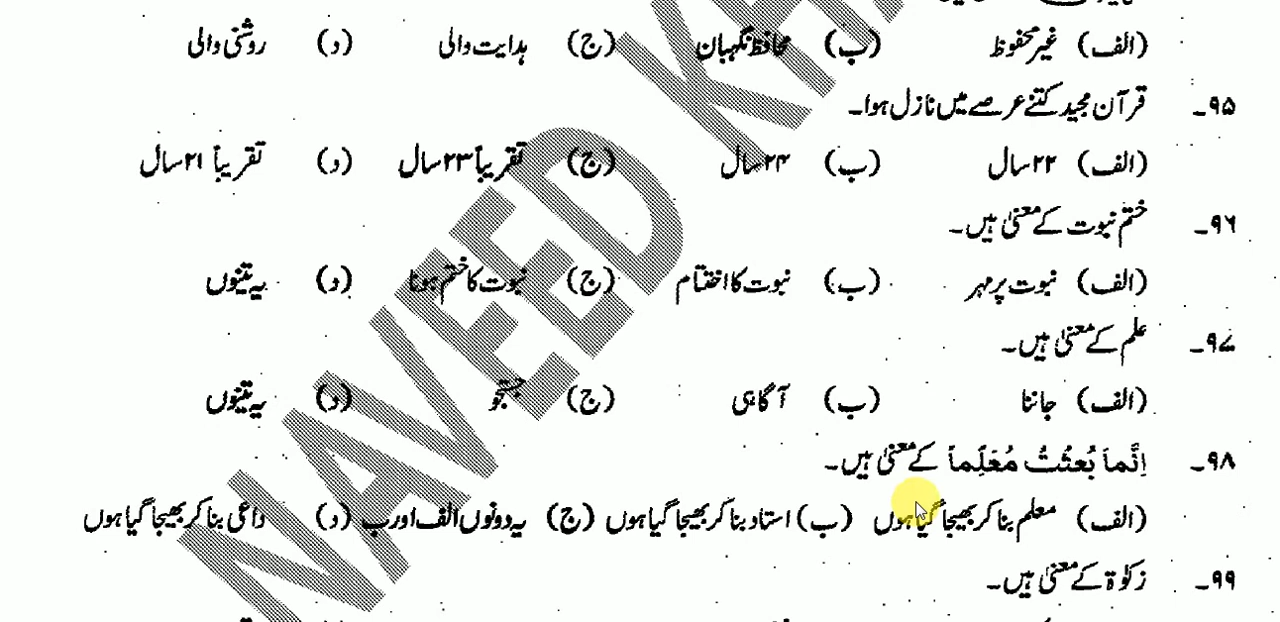 (الف) غیر محفوظ (ب) محافظ نگہبان (ج) ہدایت والی (د) روشنی والی
۹۵۔ قرآن مجید کتنے عرصے میں نازل ہوا۔
(الف) ۲۲ سال (ب) ۲۴ سال (ج) تقریباً ۲۳ سال (د) تقریباً ۲۱ سال
۹۶۔ ختم نبوت کے معنیٰ ہیں۔
(الف) نبوت پر مہر (ب) نبوت کا اختتام (ج) نبوت کا ختم ہونا (د) یہ تینوں
۹۷۔ علم کے معنیٰ ہیں۔
(الف) جاننا (ب) آگاہی (ج) جستجو (د) یہ تینوں
۹۸۔ اِنَّماَ بُعثْتُ مُعَلِّماً کے معنیٰ ہیں۔
(الف) معلم بنا کر بھیجا گیا ہوں (ب) استاد بنا کر بھیجا گیا ہوں (ج) یہ دونوں الف اور ب (د) داعی بنا کر بھیجا گیا ہوں
۹۹۔ زکوٰۃ کے معنیٰ ہیں۔
NAVEED